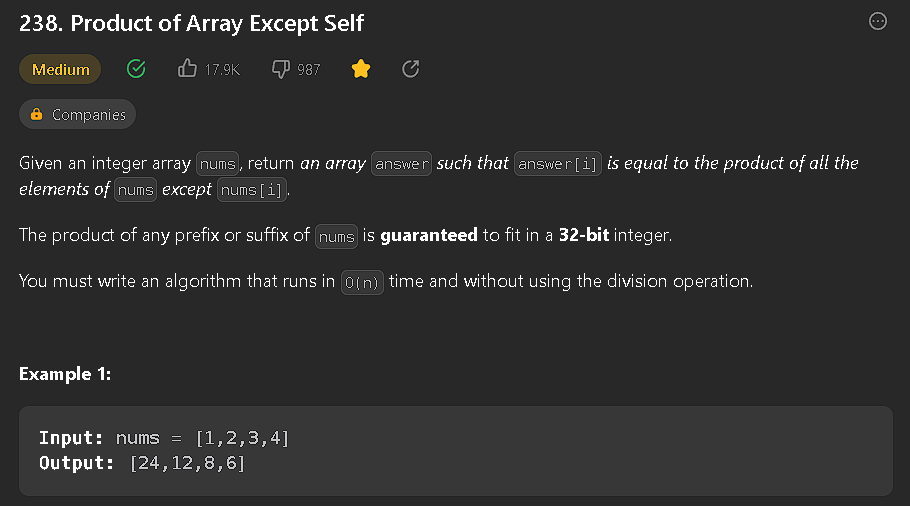 238. Product of Array Except Self
Medium 17.9K 987
Companies
Given an integer array nums, return an array answer such that answer[i] is equal to the product of all the
elements of nums except nums[i].
The product of any prefix or suffix of nums is guaranteed to fit in a 32-bit integer.
You must write an algorithm that runs in O(n) time and without using the division operation.
Example 1:
Input: nums = [1,2,3,4]
Output: [24,12,8,6]